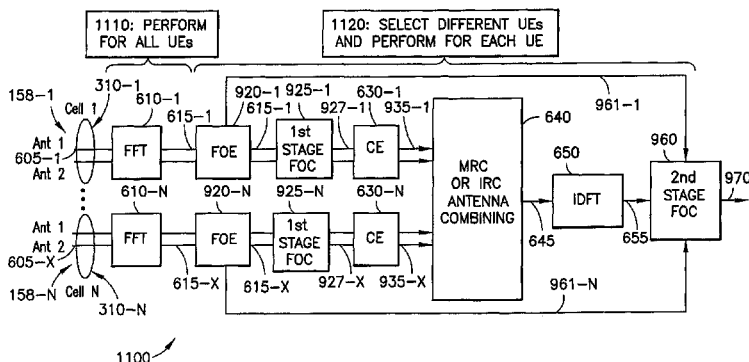 1110: PERFORM
FOR ALL UEs
1120: SELECT DIFFERENT UEs
AND PERFORM FOR EACH UE
158-1
310-1
Cell 1
610-1
615-1
920-1
615-1
925-1
927-1
630-1
935-1
961-1
640
650
960
970
Ant 1
605-1
Ant 2
FFT
FOE
1st
STAGE
FOC
CE
MRC
OR IRC
ANTENNA
COMBINING
645
IDFT
655
2nd
STAGE
FOC
610-N
920-N
925-N
630-N
Ant 1
Ant 2
605-X
158-N
Cell N
310-N
FFT
615-X
FOE
615-X
1st
STAGE
FOC
927-X
CE
935-X
961-N
1100